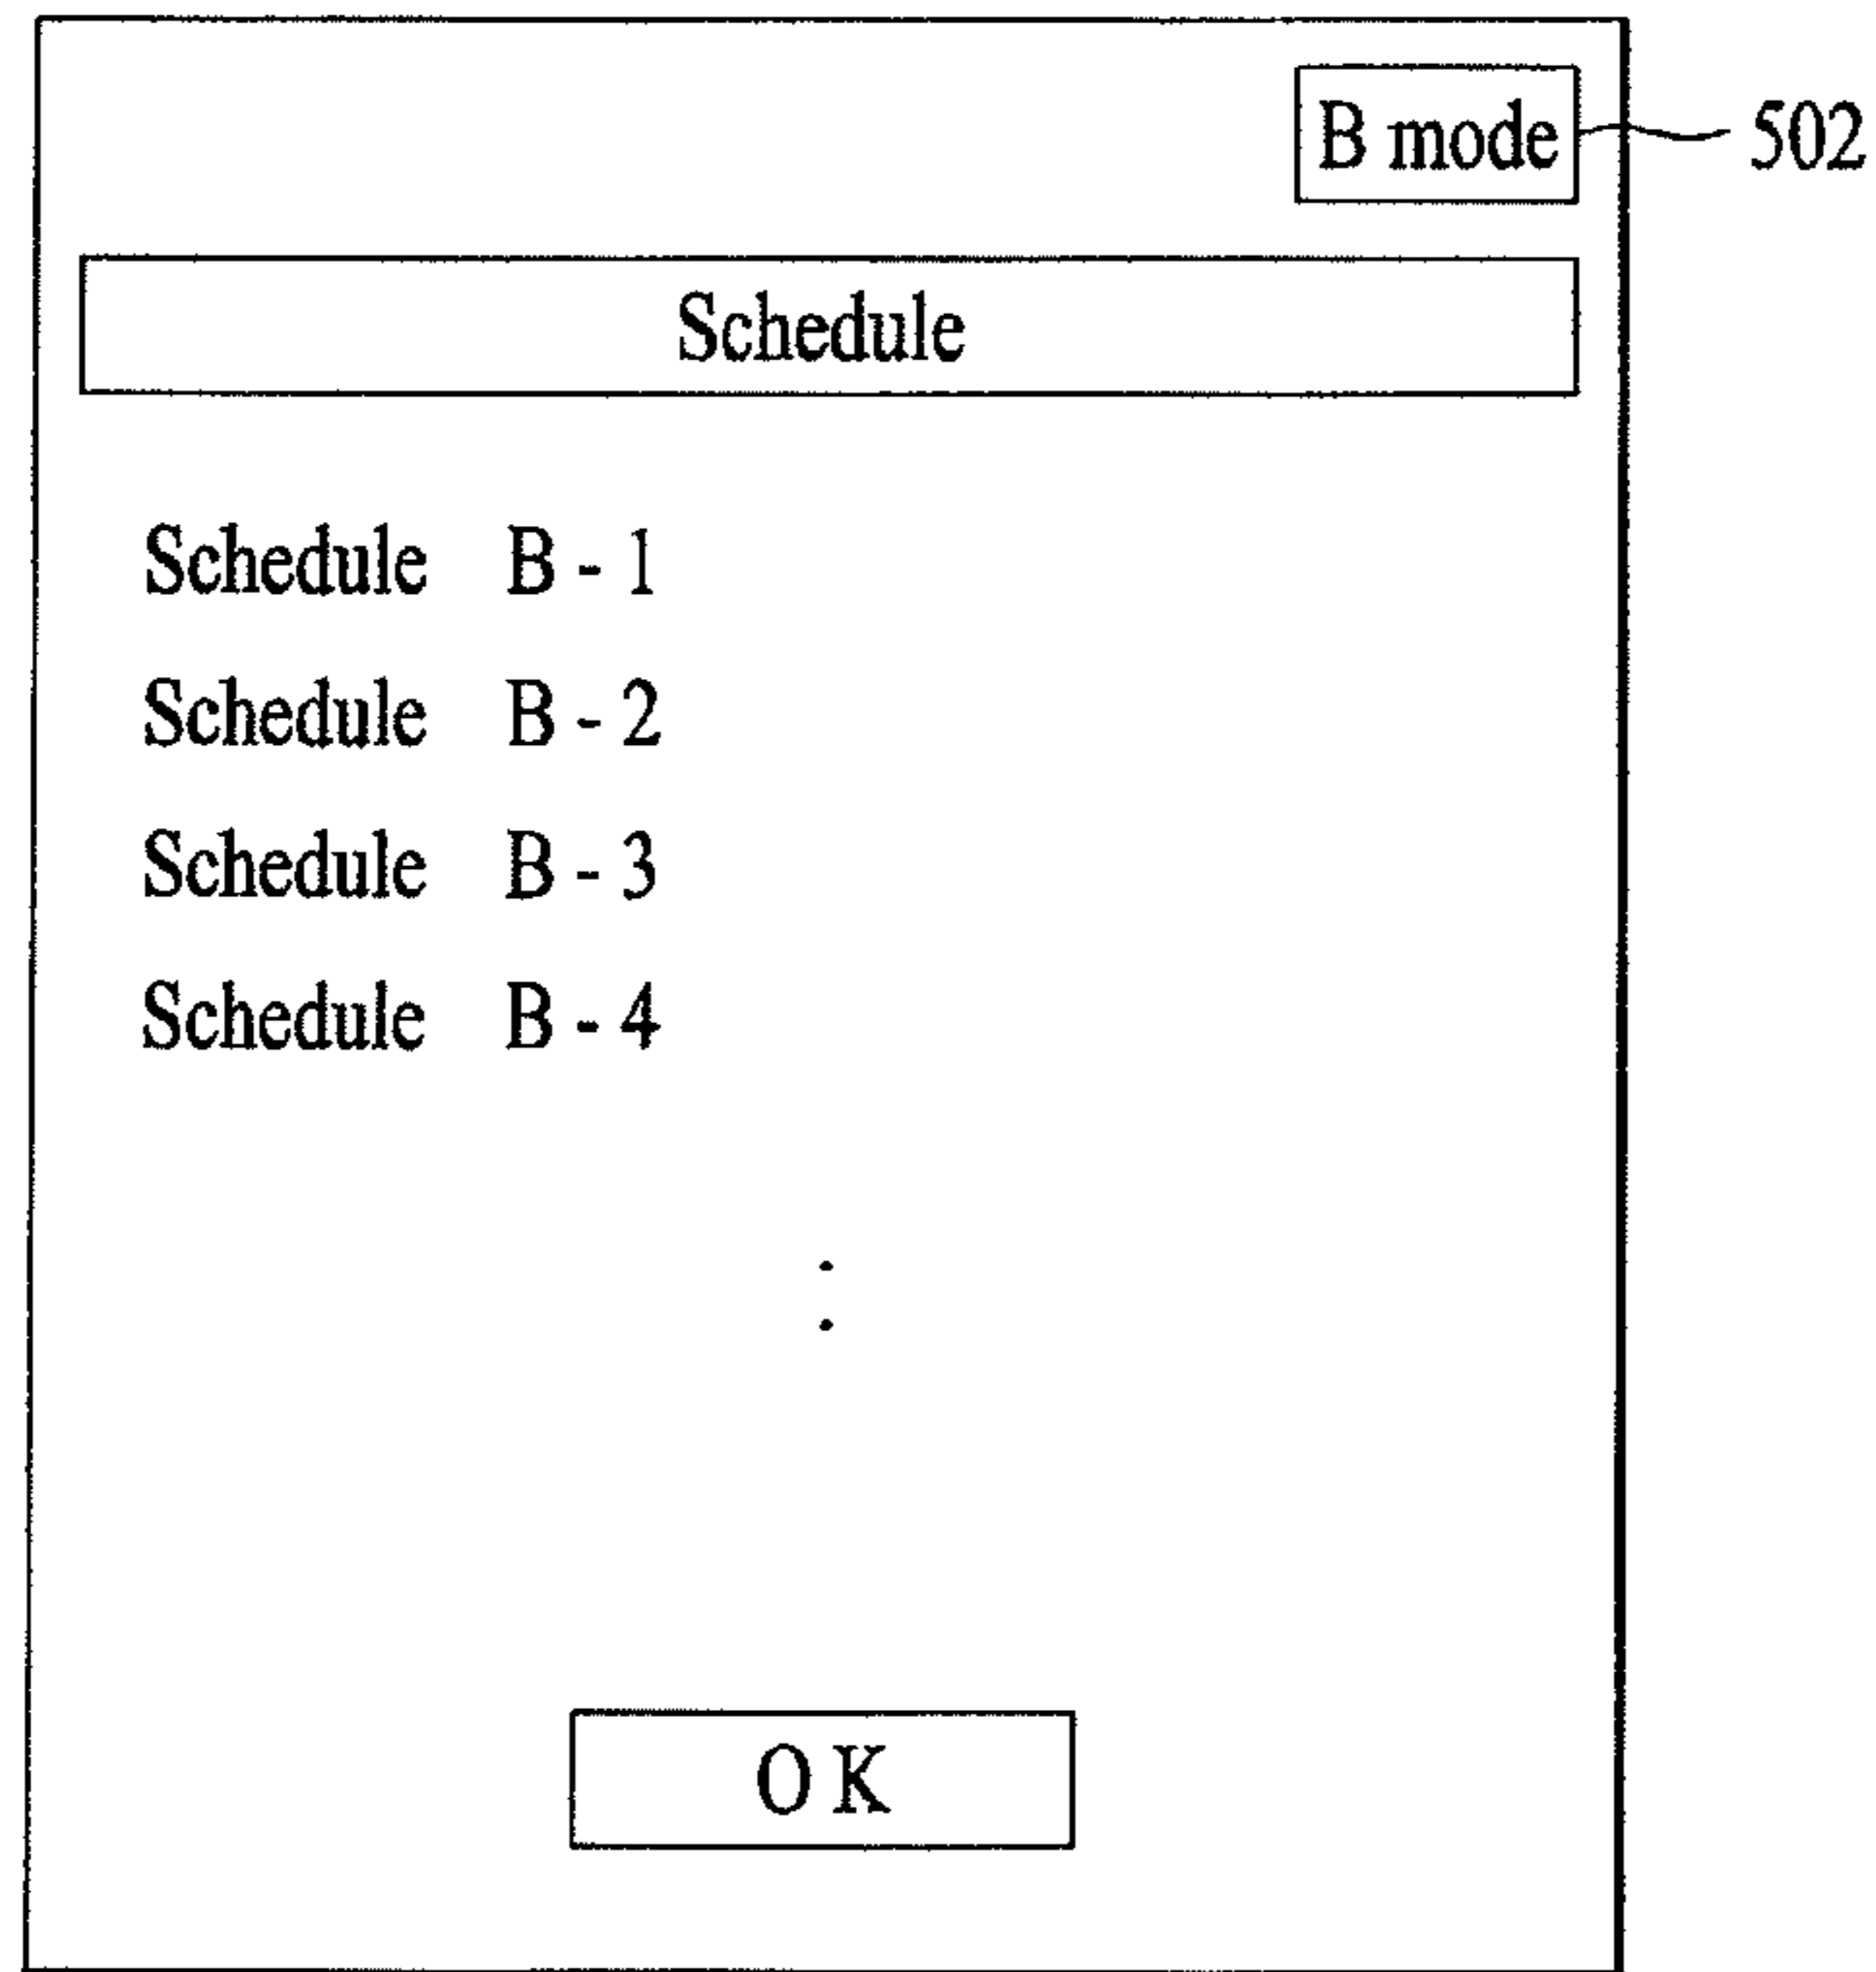 B mode 502
Schedule
Schedule B - 1
Schedule B - 2
Schedule B - 3
Schedule B - 4
:
OK